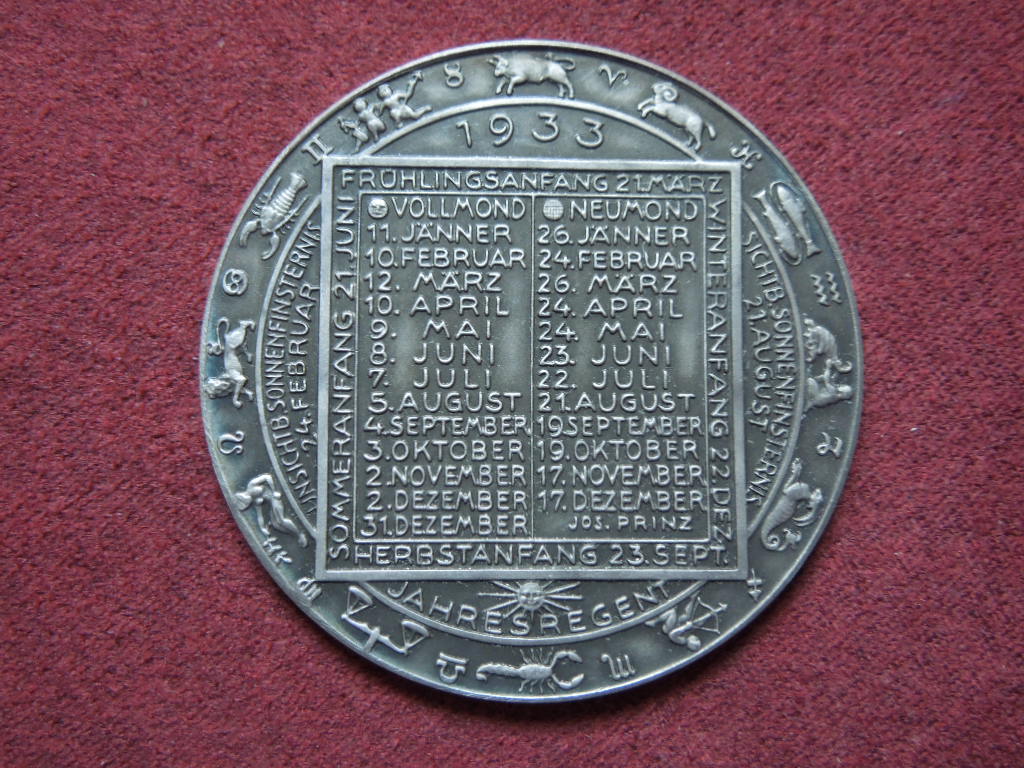 1933
FRÜHLINGSANFANG 21. MÄRZ
SOMMERANFANG 21. JUNI
WINTERANFANG 22. DEZ.
HERBSTANFANG 23. SEPT.
UNSICHTB. SONNENFINSTERNIS
24. FEBRUAR
SICHTB. SONNENFINSTERNIS
21. AUGUST
VOLLMOND
11. JÄNNER
10. FEBRUAR
12. MÄRZ
10. APRIL
9. MAI
8. JUNI
7. JULI
5. AUGUST
4. SEPTEMBER
3. OKTOBER
2. NOVEMBER
2. DEZEMBER
31. DEZEMBER
NEUMOND
26. JÄNNER
24. FEBRUAR
26. MÄRZ
24. APRIL
24. MAI
23. JUNI
22. JULI
21. AUGUST
19. SEPTEMBER
19. OKTOBER
17. NOVEMBER
17. DEZEMBER
JOS. PRINZ
JAHRESREGENT